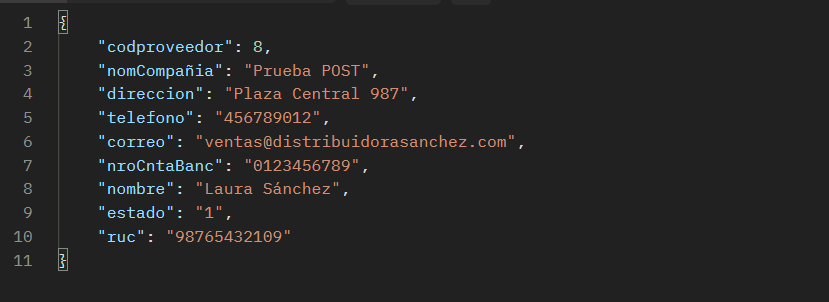 1 {
2 "codproveedor": 8,
3 "nomCompañia": "Prueba POST",
4 "direccion": "Plaza Central 987",
5 "telefono": "456789012",
6 "correo": "ventas@distribuidorasanchez.com",
7 "nroCntaBanc": "0123456789",
8 "nombre": "Laura Sánchez",
9 "estado": "1",
10 "ruc": "98765432109"
11 }